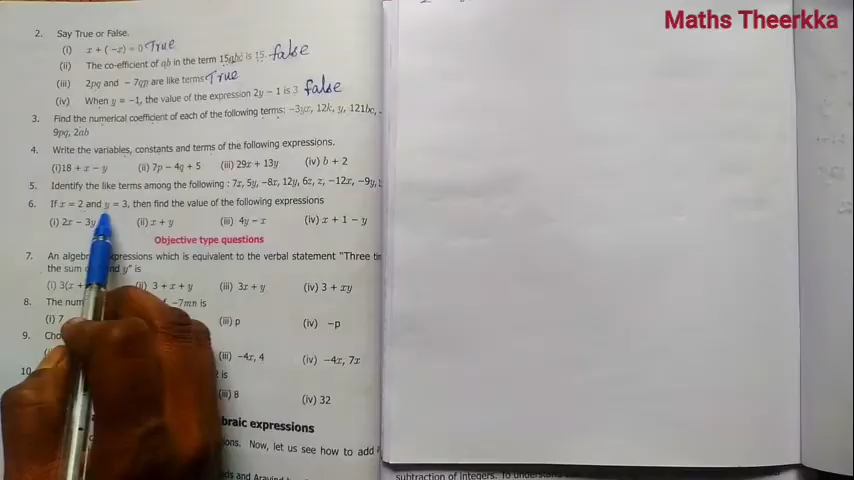 Maths Theerkka
2. Say True or False.
(i) x + (−x) = 0 True
(ii) The co-efficient of ab in the term 15abc is 15. false
(iii) 2pq and − 7qp are like terms True
(iv) When y = −1, the value of the expression 2y − 1 is 3 false
3. Find the numerical coefficient of each of the following terms: −3yx, 12k, y, 121bc,
9pq, 2ab
4. Write the variables, constants and terms of the following expressions.
(i)18 + x − y (ii) 7p − 4q + 5 (iii) 29x + 13y (iv) b + 2
5. Identify the like terms among the following : 7x, 5y, −8x, 12y, 6z, z, −12x, −9y,
6. If x = 2 and y = 3, then find the value of the following expressions
(i) 2x − 3y (ii) x + y (iii) 4y − x (iv) x + 1 − y
Objective type questions
7. An algeb pressions which is equivalent to the verbal statement "Three
the sum nd y" is
(i) 3(x + (ii) 3 + x + y (iii) 3x + y (iv) 3 + xy
8. The num −7mn is
(i) 7 (iii) p (iv) −p
9. Cho
(iii) −4x, 4 (iv) −4x, 7x
10. is
(iii) 8 (iv) 32
braic expressions
ions. Now, let us see how to add
ds and
subtraction of integers. To